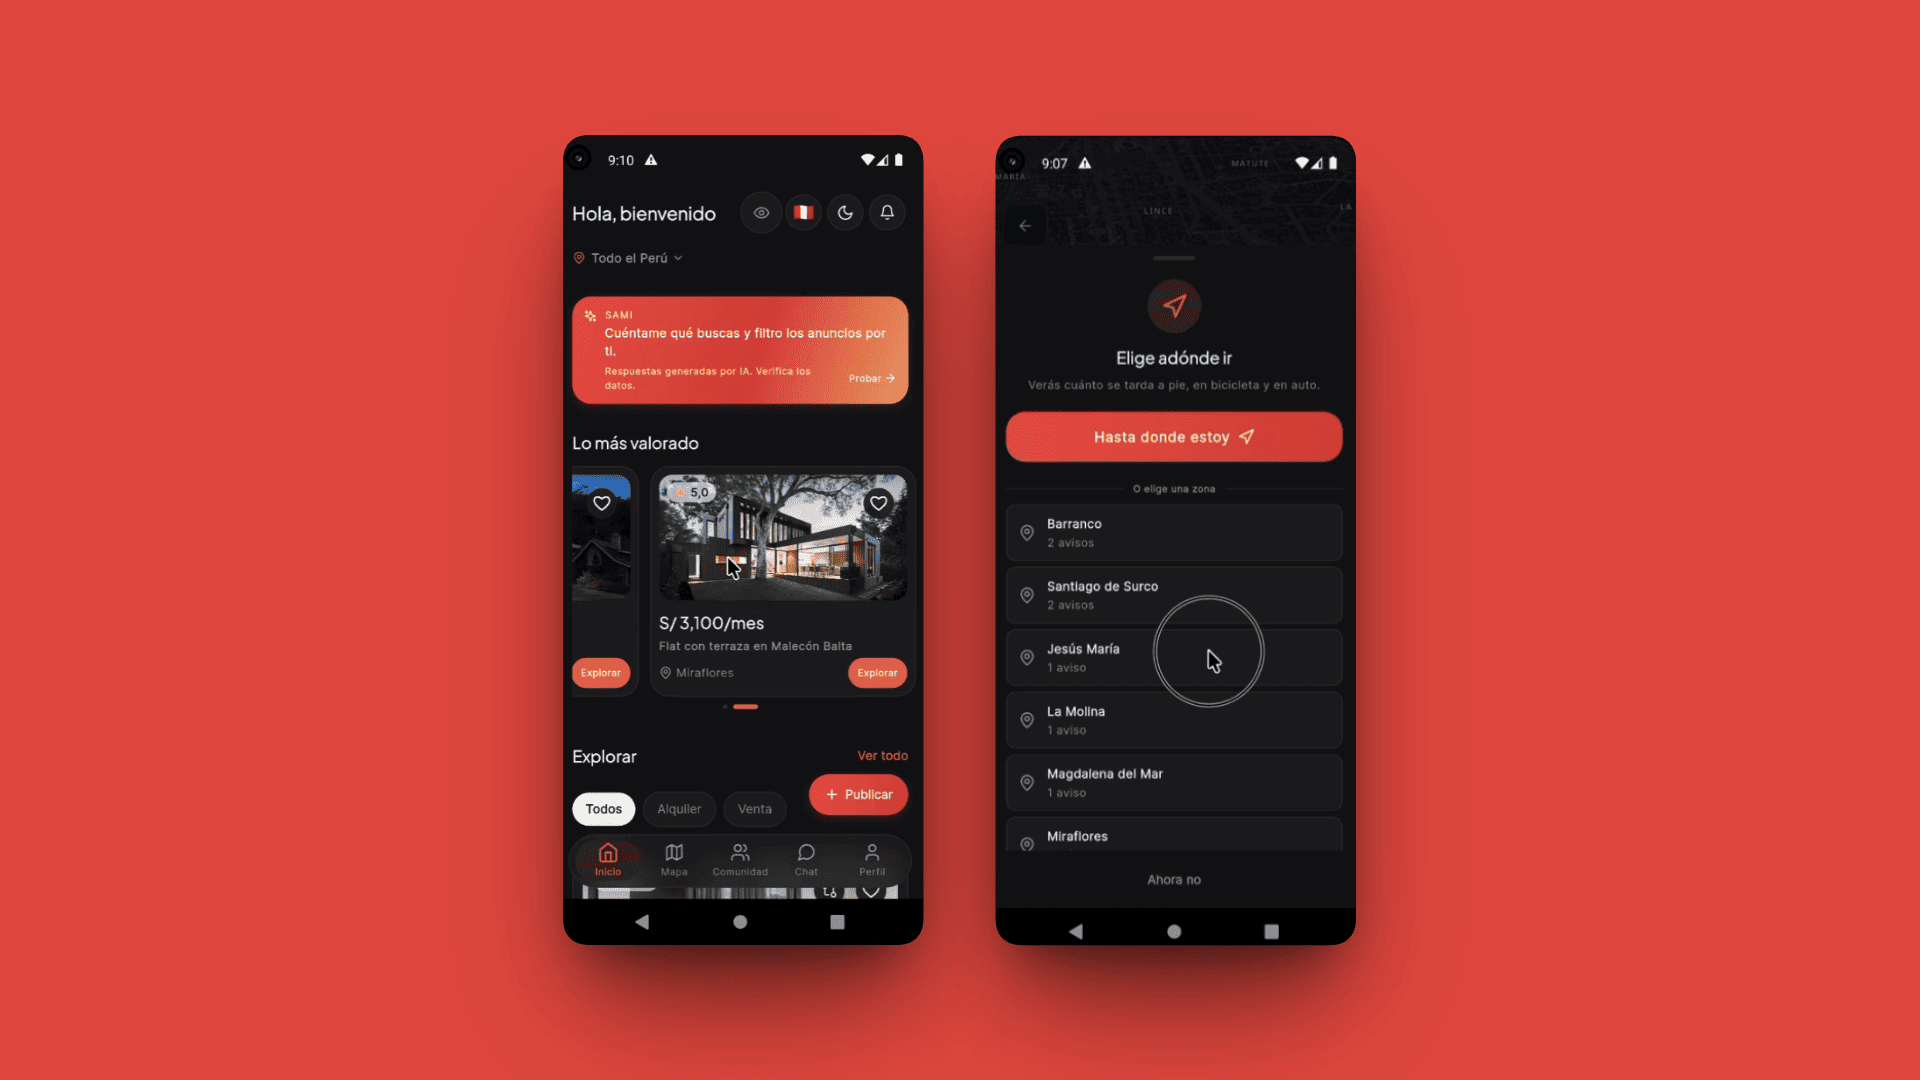 9:10
Hola, bienvenido
Todo el Perú
SAMI
Cuéntame qué buscas y filtro los anuncios por
ti.
Respuestas generadas por IA. Verifica los
datos.
Probar
Lo más valorado
5,0
S/ 3,100/mes
Flat con terraza en Malecón Balta
Miraflores
Explorar
Explorar
Explorar
Ver todo
Publicar
Todos
Alquiler
Venta
Inicio
Mapa
Comunidad
Chat
Perfil
9:07
MATUTE
MARIA
LINCE
LA
Elige adónde ir
Verás cuánto se tarda a pie, en bicicleta y en auto.
Hasta donde estoy
O elige una zona
Barranco
2 avisos
Santiago de Surco
2 avisos
Jesús María
1 aviso
La Molina
1 aviso
Magdalena del Mar
1 aviso
Miraflores
Ahora no